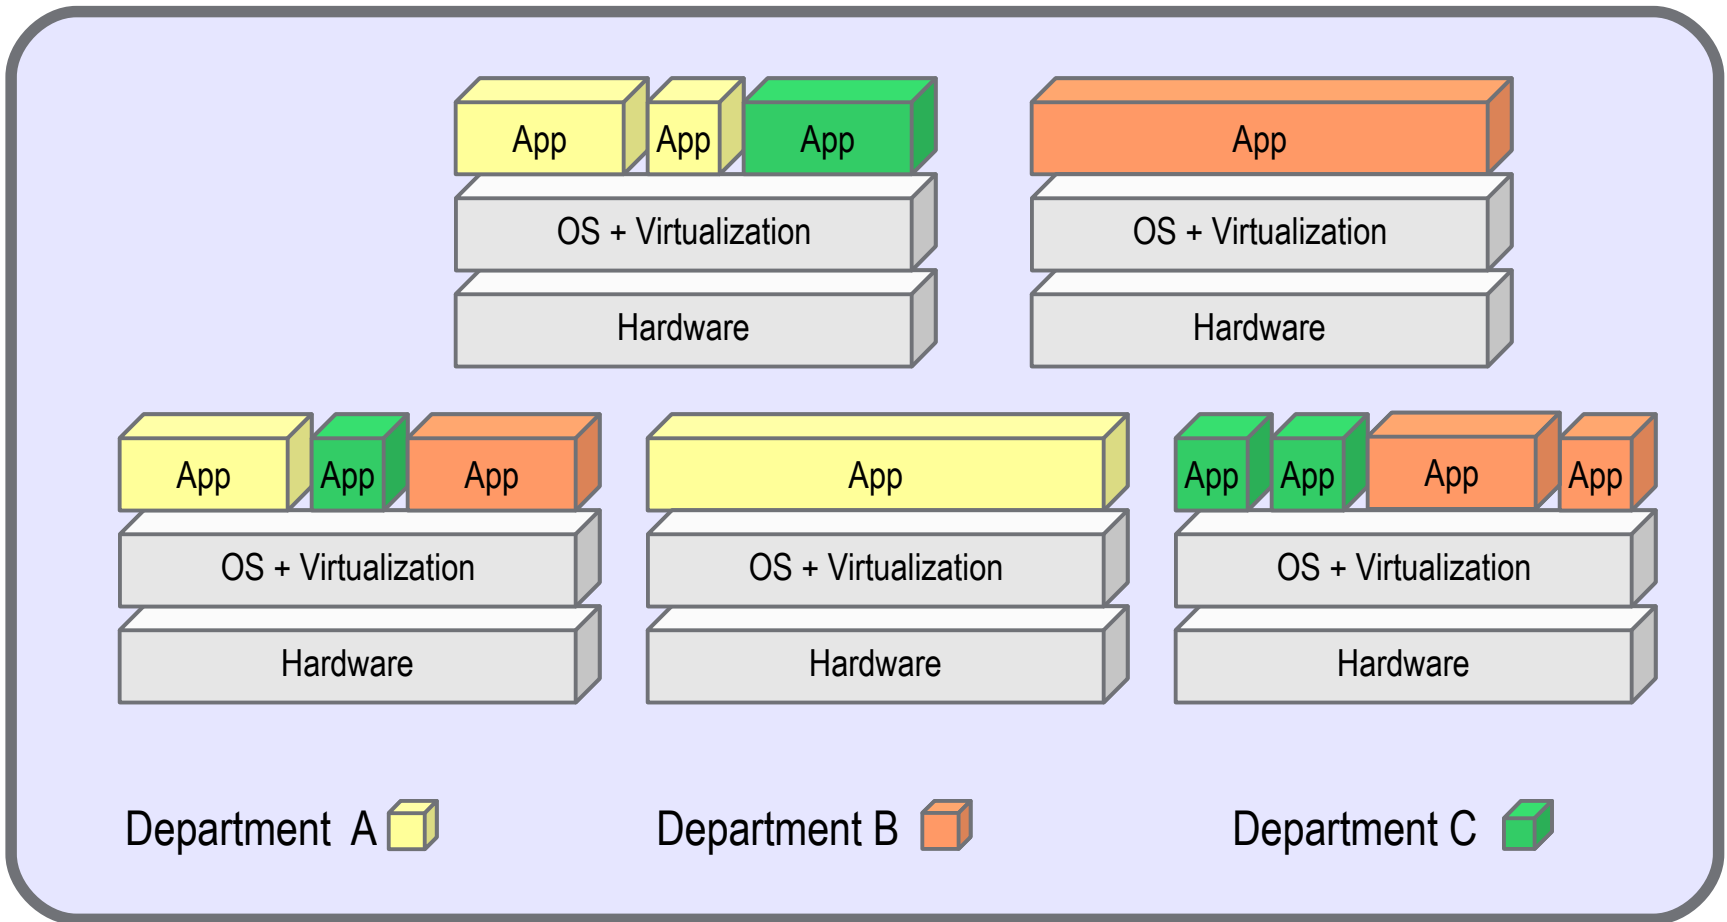 App App App App
OS + Virtualization OS + Virtualization
Hardware Hardware
App App App App App App App App
OS + Virtualization OS + Virtualization OS + Virtualization
Hardware Hardware Hardware
Department A Department B Department C